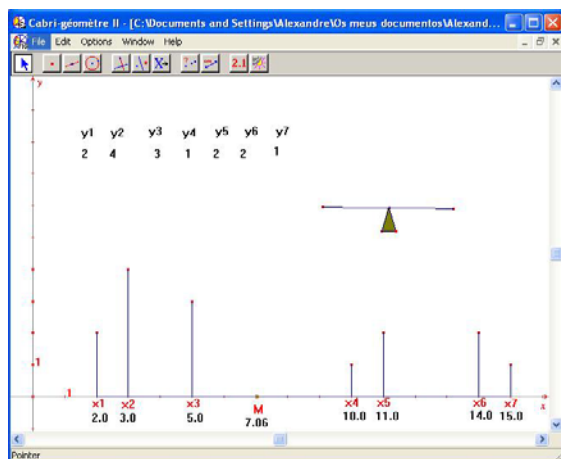 Cabri-géomètre II - [C:\Documents and Settings\Alexandre\Os meus documentos\Alexand...
File Edit Options Window Help
2.1
y
y1 y2 y3 y4 y5 y6 y7
2 4 3 1 2 2 1
1
1 x1 x2 x3 M x4 x5 x6 x7 x
2.0 3.0 5.0 7.06 10.0 11.0 14.0 15.0
Pointer